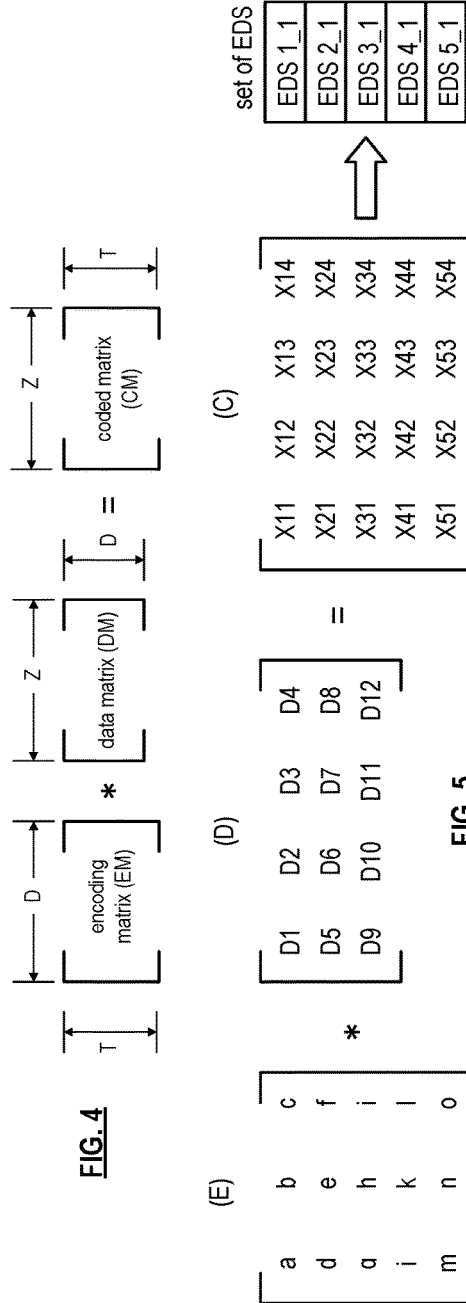 D
Z
Z
T
encoding
matrix (EM)
*
data matrix (DM)
D
=
coded matrix
(CM)
T
FIG. 4
(E)
(D)
(C)
set of EDS
a b c
d e f
g h i
j k l
m n o
*
D1 D2 D3 D4
D5 D6 D7 D8
D9 D10 D11 D12
=
X11 X12 X13 X14
X21 X22 X23 X24
X31 X32 X33 X34
X41 X42 X43 X44
X51 X52 X53 X54
EDS 1_1
EDS 2_1
EDS 3_1
EDS 4_1
EDS 5_1
FIG. 5